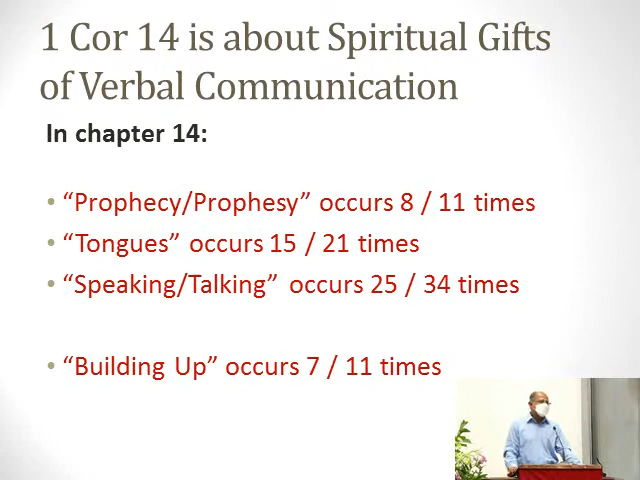 1 Cor 14 is about Spiritual Gifts
of Verbal Communication
In chapter 14:
• “Prophecy/Prophesy” occurs 8 / 11 times
• “Tongues” occurs 15 / 21 times
• “Speaking/Talking” occurs 25 / 34 times
• “Building Up” occurs 7 / 11 times